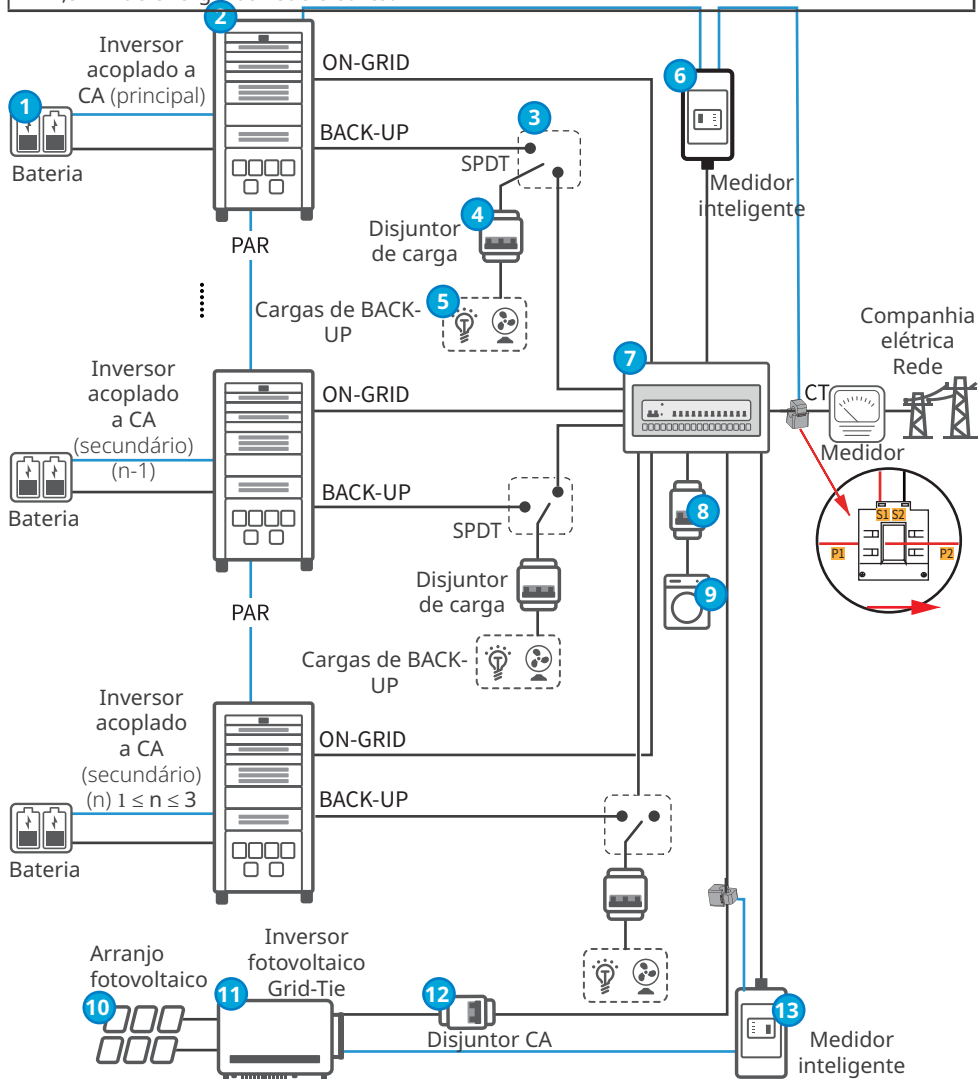 2
Inversor
acoplado a
CA (principal)
1
Bateria
ON-GRID
BACK-UP
3
SPDT
4
Disjuntor
de carga
5
Cargas de BACK-
UP
6
Medidor
inteligente
PAR
7
Companhia
elétrica
Rede
CT
Medidor
S1 S2
P1
P2
Inversor
acoplado
a CA
(secundário)
(n-1)
Bateria
ON-GRID
BACK-UP
SPDT
Disjuntor
de carga
Cargas de BACK-
UP
8
9
PAR
Inversor
acoplado
a CA
(secundário)
(n) 1 ≤ n ≤ 3
Bateria
ON-GRID
BACK-UP
Arranjo
fotovoltaico
10
11
Inversor
fotovoltaico
Grid-Tie
12
Disjuntor CA
13
Medidor
inteligente